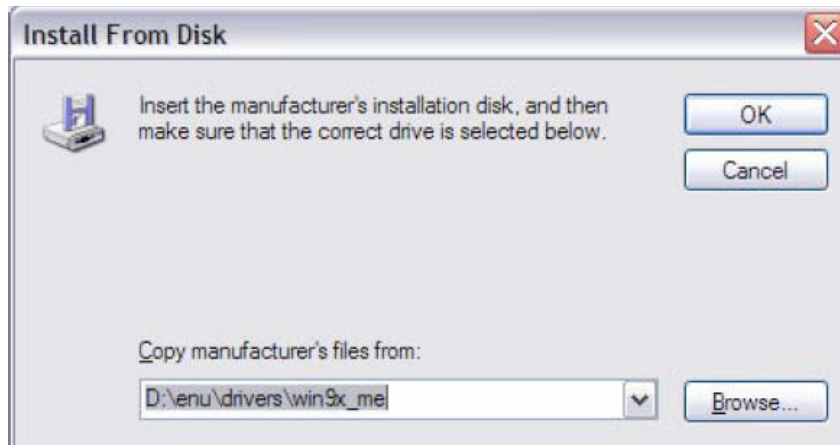 Install From Disk
Insert the manufacturer's installation disk, and then
make sure that the correct drive is selected below.
OK
Cancel
Copy manufacturer's files from:
D:\enu\drivers\win9x_me
Browse...